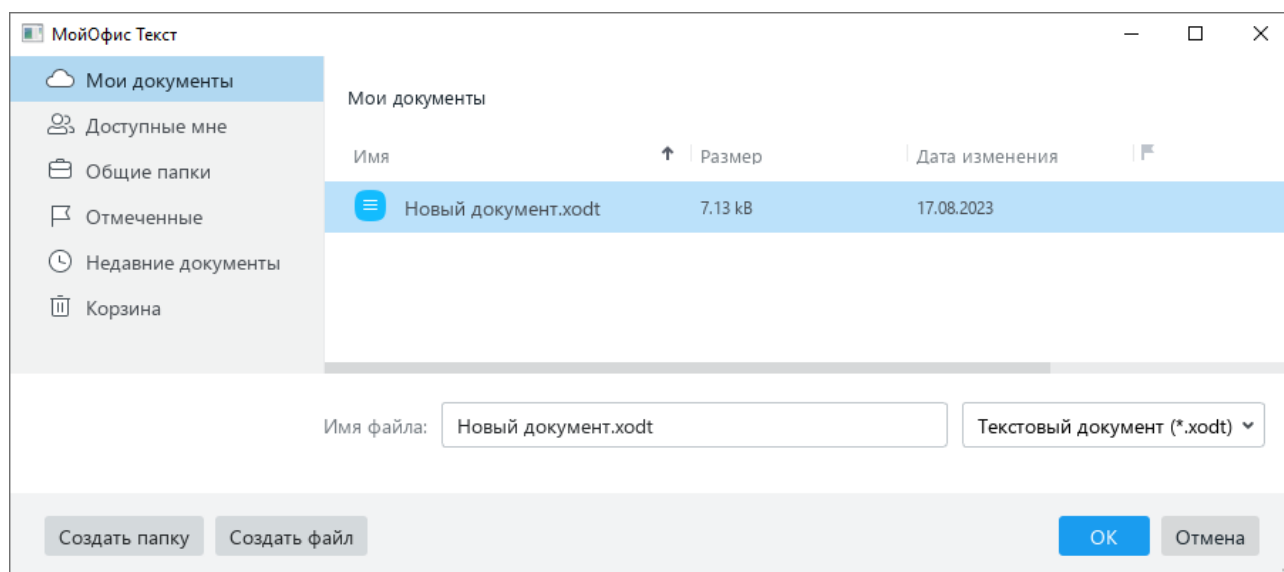 МойОфис Текст
Мои документы
Доступные мне
Общие папки
Отмеченные
Недавние документы
Корзина
Мои документы
Имя Размер Дата изменения
Новый документ.xodt 7.13 kB 17.08.2023
Имя файла: Новый документ.xodt Текстовый документ (*.xodt)
Создать папку Создать файл OK Отмена